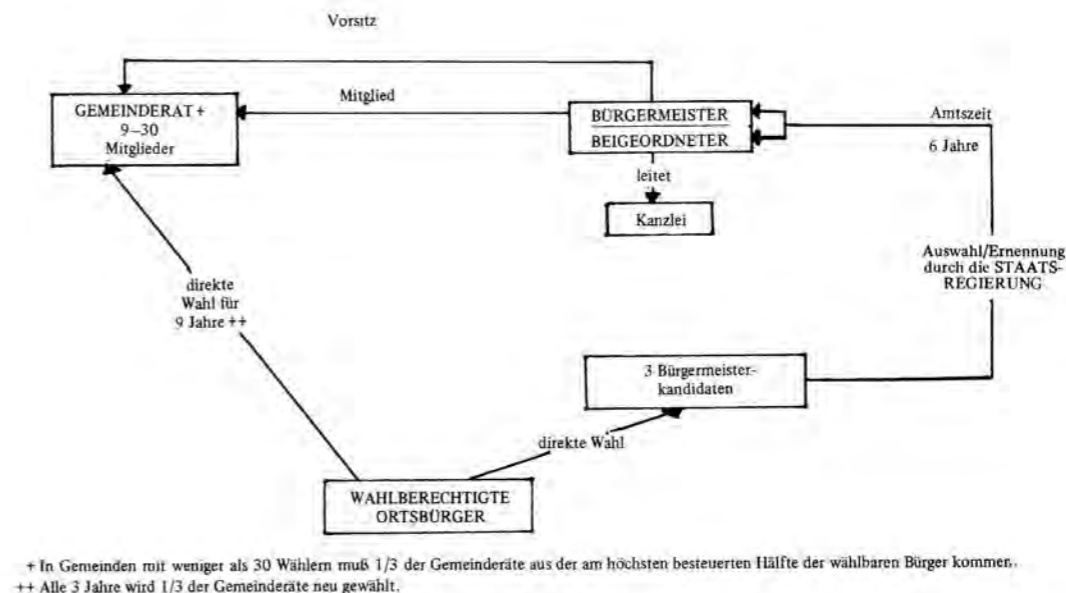 Vorsitz
GEMEINDERAT +
9–30
Mitglieder
Mitglied
BÜRGERMEISTER
BEIGEORDNETER
Amtszeit
6 Jahre
leitet
Kanzlei
Auswahl/Ernennung
durch die STAATS-
REGIERUNG
direkte
Wahl für
9 Jahre ++
3 Bürgermeister-
kandidaten
direkte Wahl
WAHLBERECHTIGTE
ORTSBÜRGER
+ In Gemeinden mit weniger als 30 Wählern muß 1/3 der Gemeinderäte aus der am höchsten besteuerten Hälfte der wählbaren Bürger kommen.
++ Alle 3 Jahre wird 1/3 der Gemeinderäte neu gewählt.